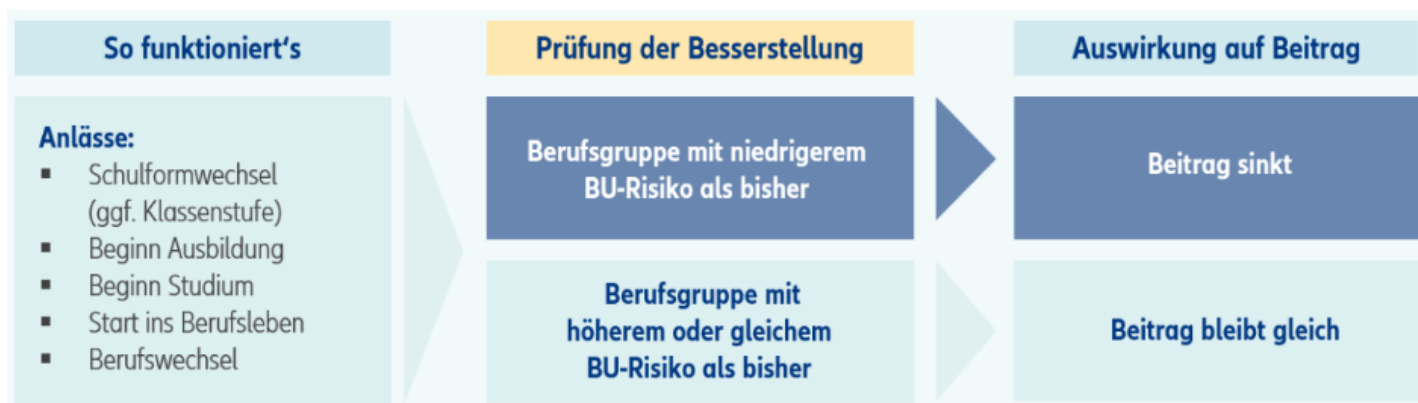 So funktioniert's
Prüfung der Besserstellung
Auswirkung auf Beitrag
Anlässe:
▪ Schulformwechsel
(ggf. Klassenstufe)
▪ Beginn Ausbildung
▪ Beginn Studium
▪ Start ins Berufsleben
▪ Berufswechsel
Berufsgruppe mit niedrigerem
BU-Risiko als bisher
Beitrag sinkt
Berufsgruppe mit
höherem oder gleichem
BU-Risiko als bisher
Beitrag bleibt gleich